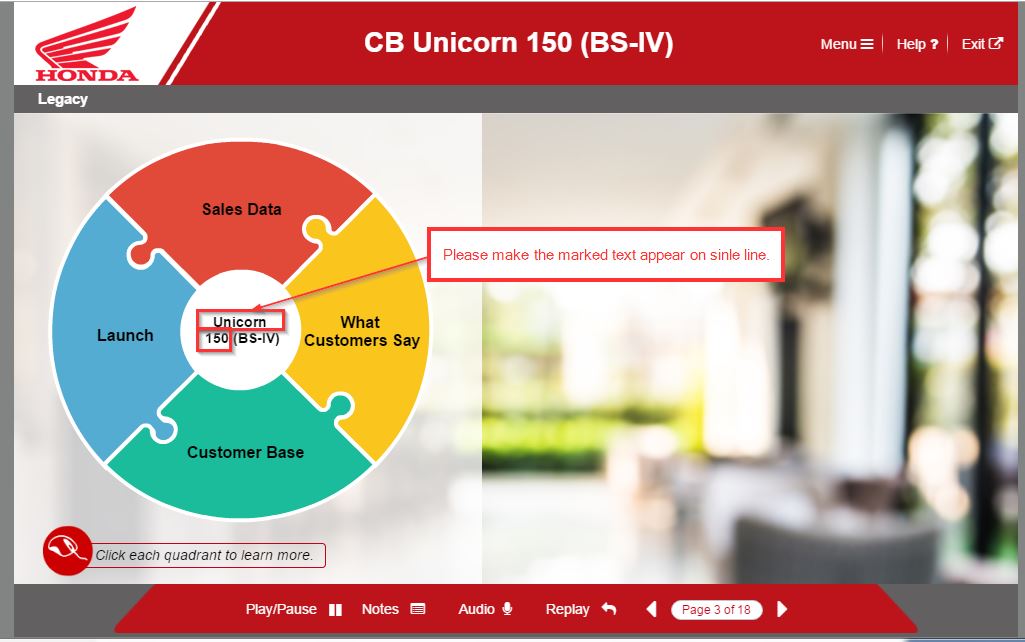 HONDA
CB Unicorn 150 (BS-IV)
Menu
Help ?
Exit
Legacy
Sales Data
Please make the marked text appear on sinle line.
Launch
Unicorn
150 (BS-IV)
What
Customers Say
Customer Base
Click each quadrant to learn more.
Play/Pause
Notes
Audio
Replay
Page 3 of 18